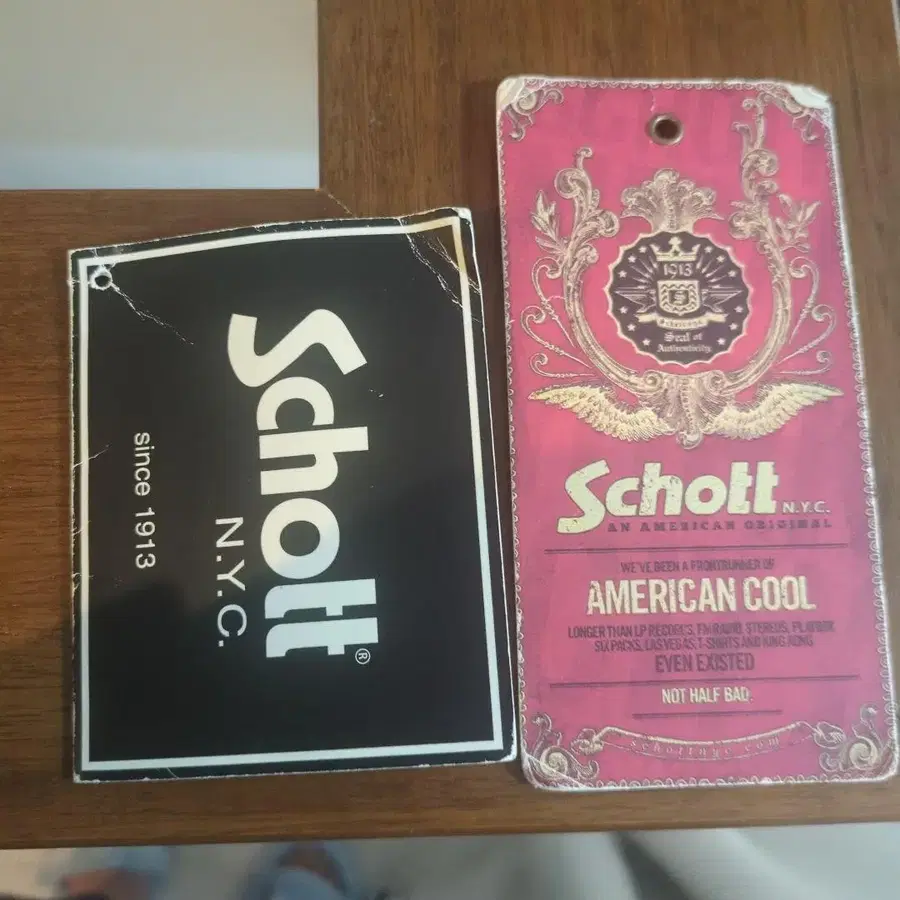 Schott®
N.Y.C.
since 1913
1913
Seal of
Authenticity
Schott N.Y.C.
AN AMERICAN ORIGINAL
WE'VE BEEN A FRONTRUNNER OF
AMERICAN COOL
LONGER THAN LP RECORDS, FM RADIO, STEREOS,
SIX PACKS, LAS VEGAS, T-SHIRTS AND KING KONG
EVEN EXISTED
NOT HALF BAD.
schottnyc.com